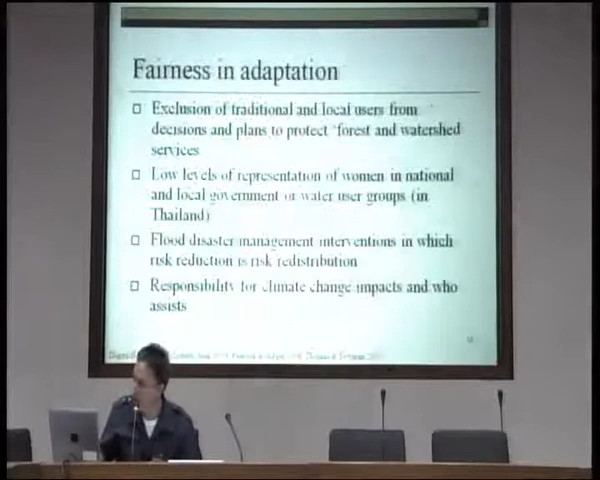 Fairness in adaptation
□ Exclusion of traditional and local users from
decisions and plans to protect 'forest and watershed
services
□ Low levels of representation of women in national
and local government or water user groups (in
Thailand)
□ Flood disaster management interventions in which
risk reduction is risk redistribution
□ Responsibility for climate change impacts and who
assists